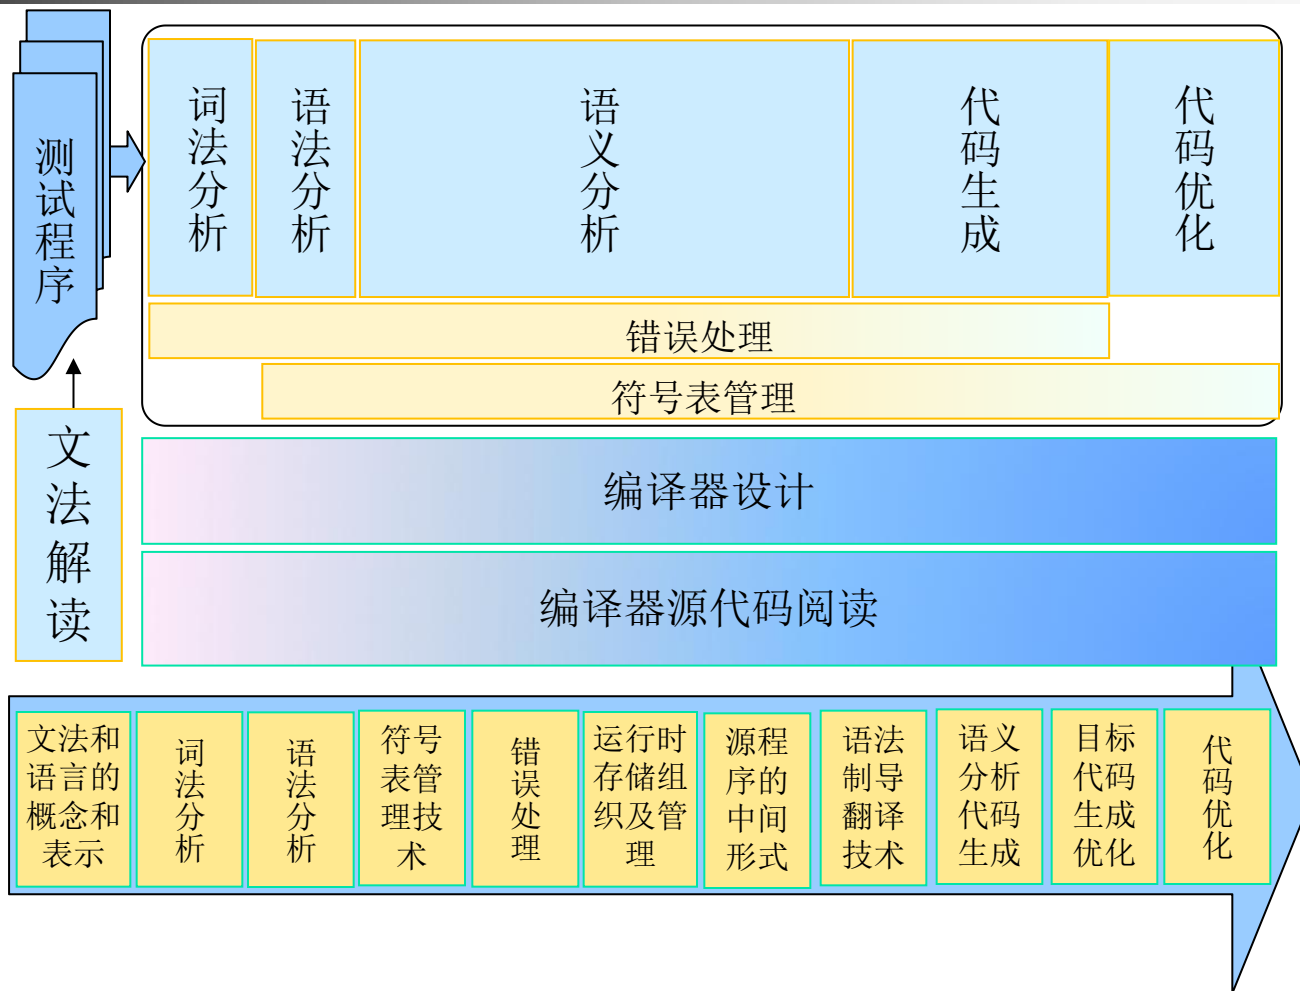 测试程序
词法分析
语法分析
语义分析
代码生成
代码优化
错误处理
符号表管理
文法解读
编译器设计
编译器源代码阅读
文法和
语言的
概念和
表示
词法分析
语法分析
符号
表管
理技
术
错误处理
运行时
存储组
织及管
理
源程
序的
中间
形式
语法
制导
翻译
技术
语义
分析
代码
生成
目标
代码
生成
优化
代码优化